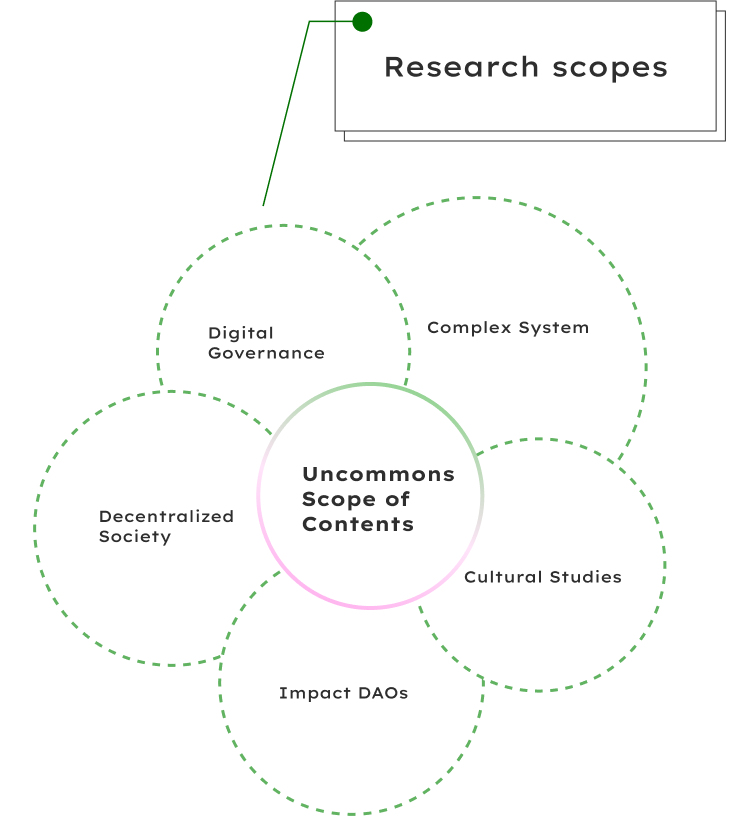 Research scopes
Digital
Governance
Complex System
Uncommons
Scope of
Contents
Decentralized
Society
Cultural Studies
Impact DAOs